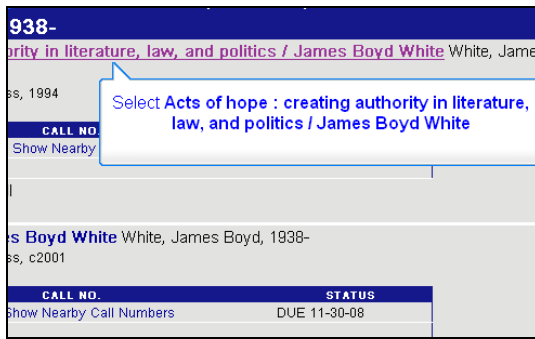 938-
ority in literature, law, and politics / James Boyd White White, Jame
ss, 1994
Select Acts of hope : creating authority in literature,
law, and politics / James Boyd White
CALL NO.
Show Nearby
s Boyd White White, James Boyd, 1938-
ss, c2001
CALL NO. STATUS
Show Nearby Call Numbers DUE 11-30-08